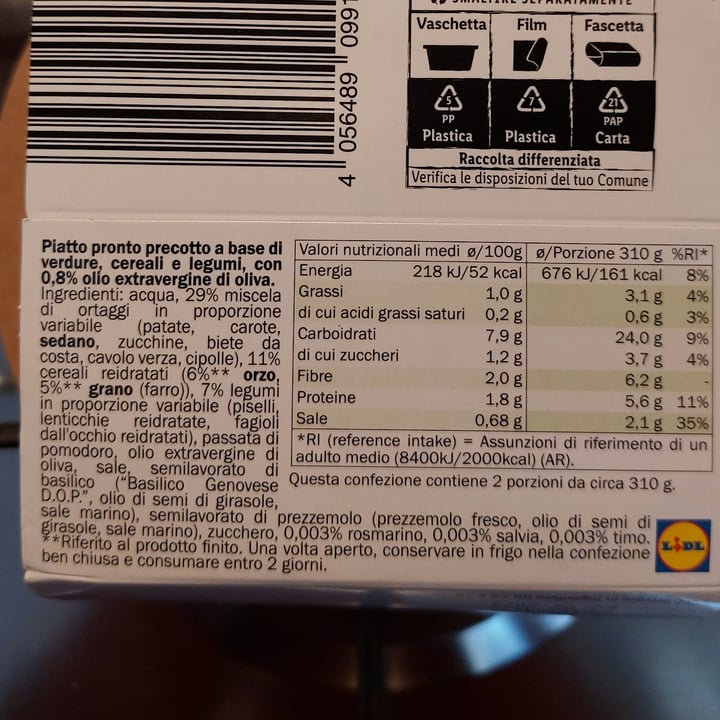 SMALTIRE SEPARATAMENTE
Vaschetta Film Fascetta
5 7 21
PP PAP
Plastica Plastica Carta
Raccolta differenziata
Verifica le disposizioni del tuo Comune
4 056489 0991
Piatto pronto precotto a base di
verdure, cereali e legumi, con
0,8% olio extravergine di oliva.
Ingredienti: acqua, 29% miscela
di ortaggi in proporzione
variabile (patate, carote,
sedano, zucchine, biete da
costa, cavolo verza, cipolle), 11%
cereali reidratati (6%** orzo,
5%** grano (farro)), 7% legumi
in proporzione variabile (piselli,
lenticchie reidratate, fagioli
dall'occhio reidratati), passata di
pomodoro, olio extravergine di
oliva, sale, semilavorato di
basilico ("Basilico Genovese
D.O.P.", olio di semi di girasole,
sale marino), semilavorato di prezzemolo (prezzemolo fresco, olio di semi di
girasole, sale marino), zucchero, 0,003% rosmarino, 0,003% salvia, 0,003% timo.
**Riferito al prodotto finito. Una volta aperto, conservare in frigo nella confezione
ben chiusa e consumare entro 2 giorni.
Valori nutrizionali medi ø/100g ø/Porzione 310 g %RI*
Energia 218 kJ/52 kcal 676 kJ/161 kcal 8%
Grassi 1,0 g 3,1 g 4%
di cui acidi grassi saturi 0,2 g 0,6 g 3%
Carboidrati 7,9 g 24,0 g 9%
di cui zuccheri 1,2 g 3,7 g 4%
Fibre 2,0 g 6,2 g -
Proteine 1,8 g 5,6 g 11%
Sale 0,68 g 2,1 g 35%
*RI (reference intake) = Assunzioni di riferimento di un
adulto medio (8400kJ/2000kcal) (AR).
Questa confezione contiene 2 porzioni da circa 310 g.
LIDL